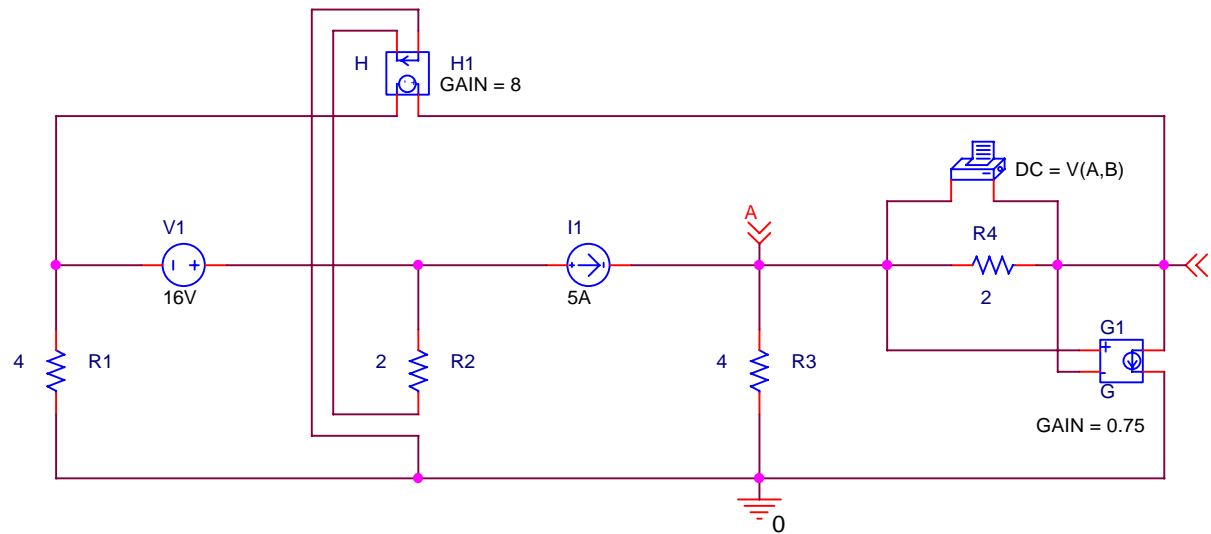 H
H1
GAIN = 8
DC = V(A,B)
V1
16V
I1
5A
A
R4
2
4
R1
2
R2
4
R3
G1
+
-
G
GAIN = 0.75
0